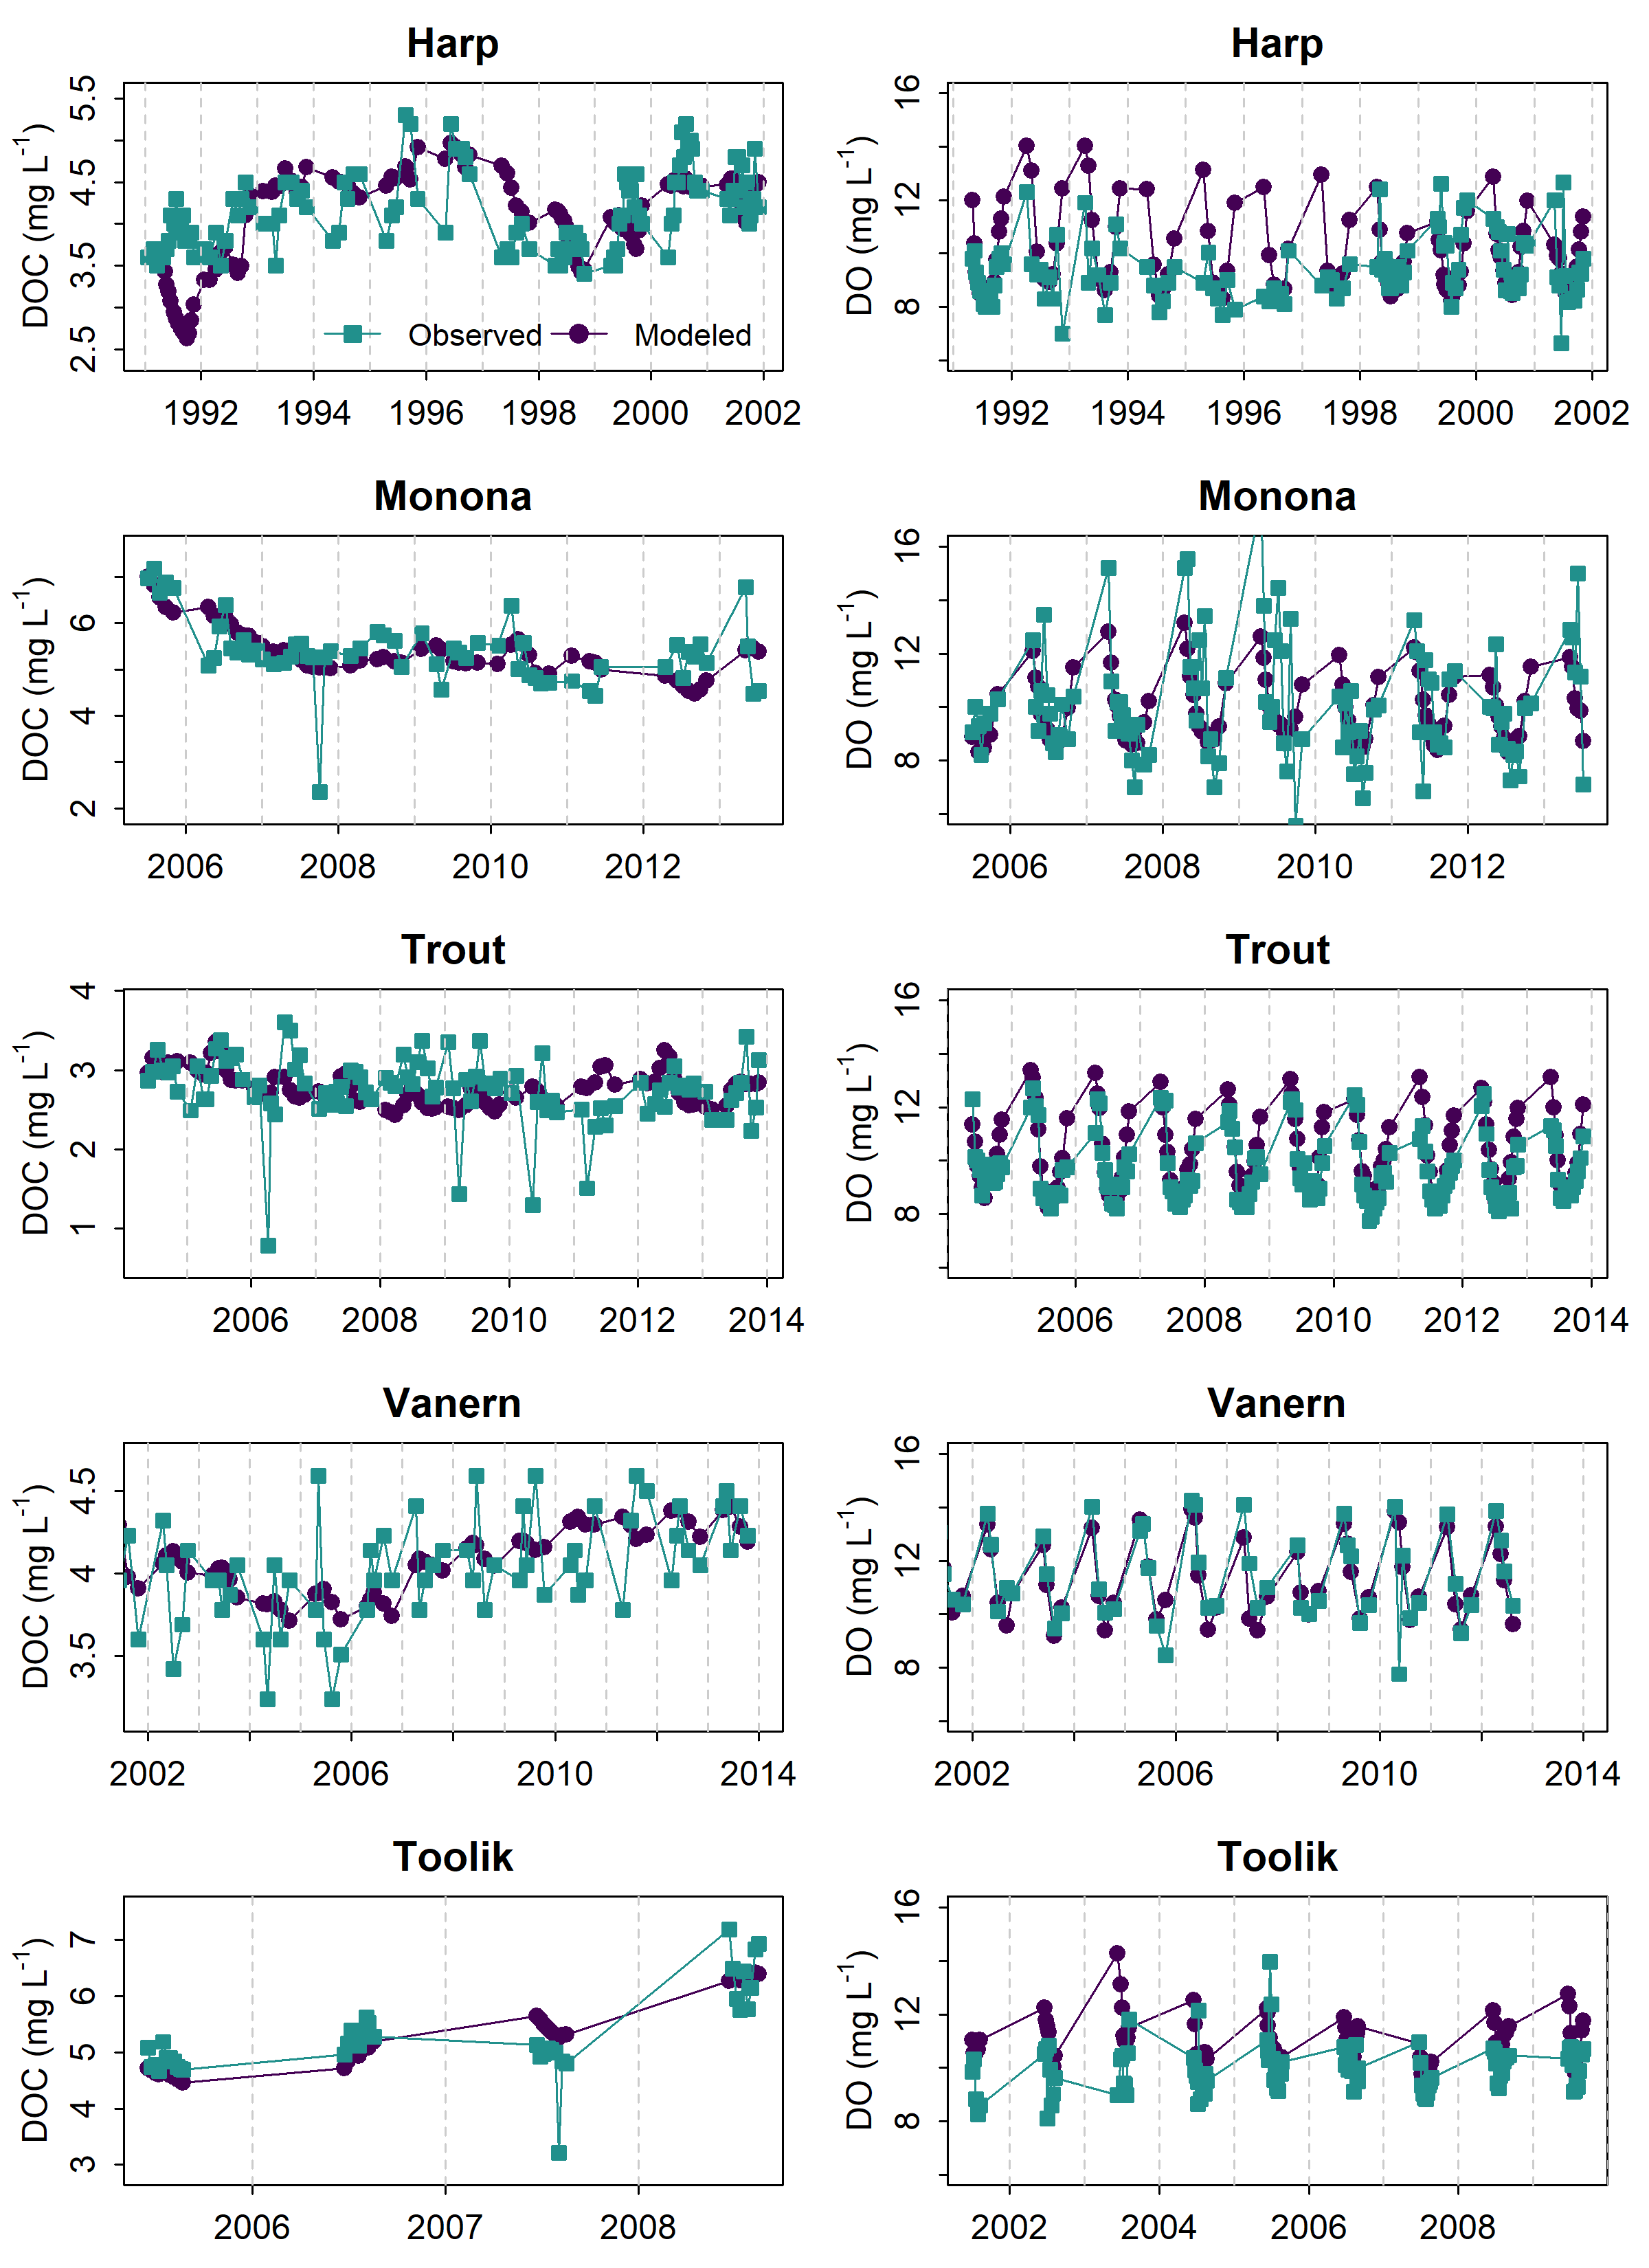 Harp
Harp
DOC (mg L-1)
2.5 3.5 4.5 5.5
Observed Modeled
1992 1994 1996 1998 2000 2002
DO (mg L-1)
8 12 16
1992 1994 1996 1998 2000 2002
Monona
Monona
DOC (mg L-1)
2 4 6
2006 2008 2010 2012
DO (mg L-1)
8 12 16
2006 2008 2010 2012
Trout
Trout
DOC (mg L-1)
1 2 3 4
2006 2008 2010 2012 2014
DO (mg L-1)
8 12 16
2006 2008 2010 2012 2014
Vanern
Vanern
DOC (mg L-1)
3.5 4 4.5
2002 2006 2010 2014
DO (mg L-1)
8 12 16
2002 2006 2010 2014
Toolik
Toolik
DOC (mg L-1)
3 4 5 6 7
2006 2007 2008
DO (mg L-1)
8 12 16
2002 2004 2006 2008